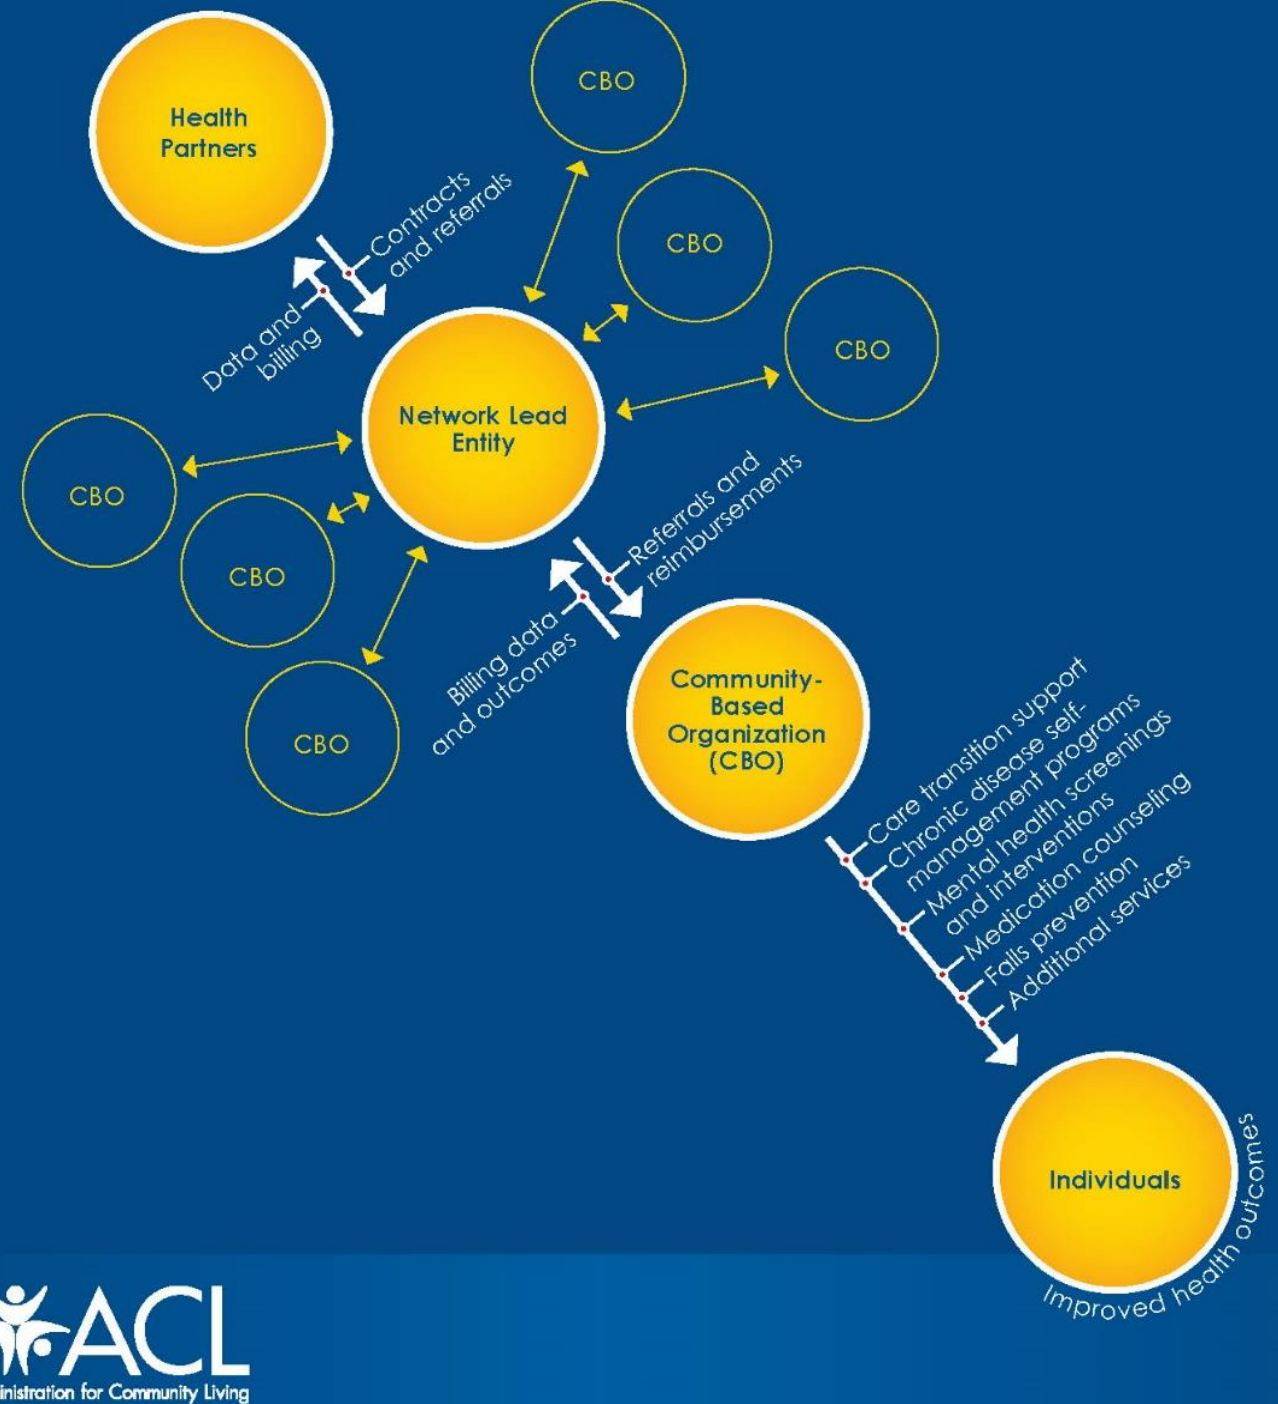 Health
Partners
CBO
CBO
CBO
Contracts
and referrals
Data and
billing
Network Lead
Entity
CBO
CBO
CBO
Referrals and
reimbursements
Billing data
and outcomes
Community-
Based
Organization
(CBO)
Care transition support
Chronic disease self-
management programs
Mental health screenings
and interventions
Medication counseling
Falls prevention
Additional services
Individuals
Improved health outcomes
ACL
inistration for Community Living